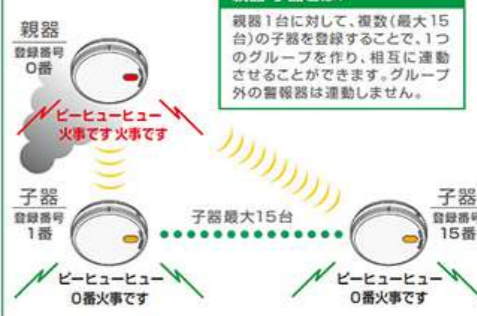 親器
登録番号
0番
親器1台に対して、複数(最大15
台)の子器を登録することで、1つ
のグループを作り、相互に連動
させることができます。グループ
外の警報器は連動しません。
ピーヒューヒュー
火事です 火事です
子器
登録番号
1番
子器最大15台
子器
登録番号
15番
ピーヒューヒュー
0番火事です
ピーヒューヒュー
0番火事です